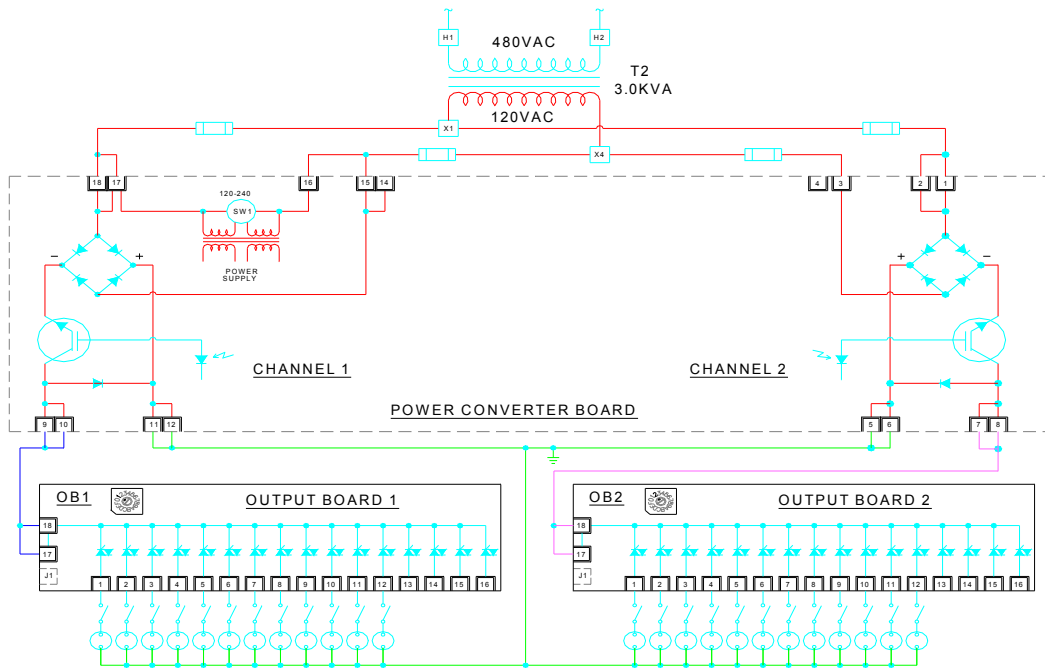 H1
480VAC
H2
T2
3.0KVA
120VAC
X1
X4
18
17
16
15
14
4
3
2
1
120-240
SW1
POWER
SUPPLY
−
+
+
−
CHANNEL 1
CHANNEL 2
POWER CONVERTER BOARD
9
10
11
12
5
6
7
8
OB1
OUTPUT BOARD 1
18
17
J1
1
2
3
4
5
6
7
8
9
10
11
12
13
14
15
16
OB2
OUTPUT BOARD 2
18
17
J1
1
2
3
4
5
6
7
8
9
10
11
12
13
14
15
16